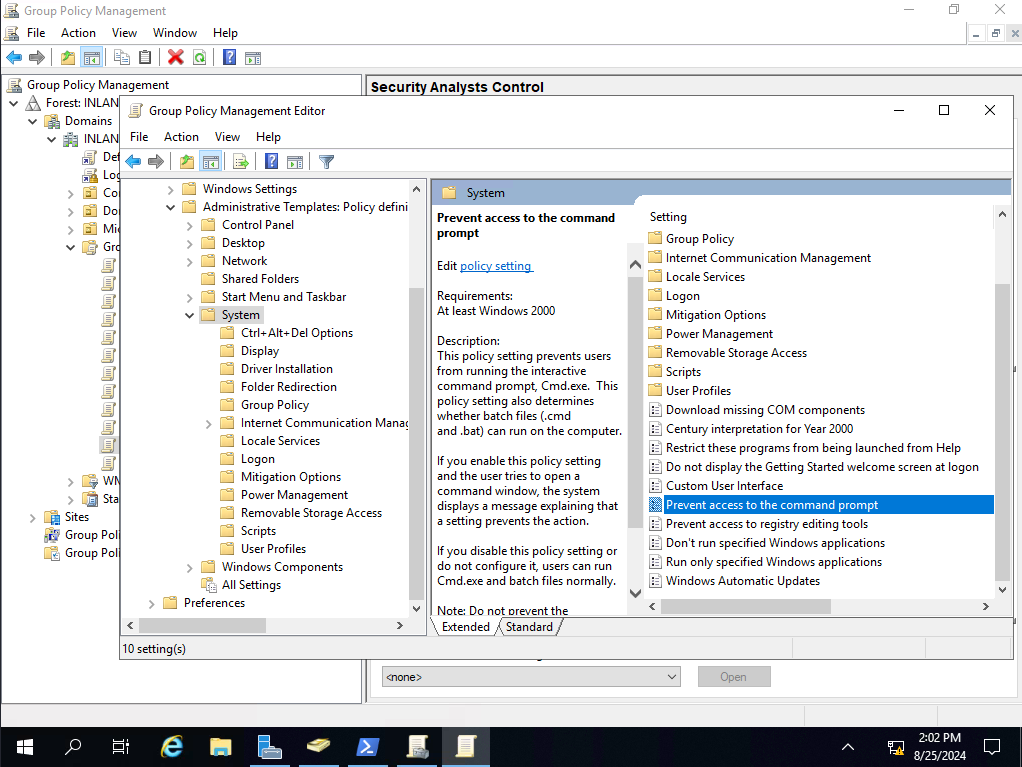 Group Policy Management
File Action View Window Help
Group Policy Management
Forest: INLAN
Domains
INLAN
Def
Log
Co
Do
Mic
Gro
WM
Sta
Sites
Group Poli
Group Poli
Security Analysts Control
Group Policy Management Editor
File Action View Help
Windows Settings
Administrative Templates: Policy defini
Control Panel
Desktop
Network
Shared Folders
Start Menu and Taskbar
System
Ctrl+Alt+Del Options
Display
Driver Installation
Folder Redirection
Group Policy
Internet Communication Manag
Locale Services
Logon
Mitigation Options
Power Management
Removable Storage Access
Scripts
User Profiles
Windows Components
All Settings
Preferences
System
Prevent access to the command
prompt
Edit policy setting
Requirements:
At least Windows 2000
Description:
This policy setting prevents users
from running the interactive
command prompt, Cmd.exe. This
policy setting also determines
whether batch files (.cmd
and .bat) can run on the computer.
If you enable this policy setting
and the user tries to open a
command window, the system
displays a message explaining that
a setting prevents the action.
If you disable this policy setting or
do not configure it, users can run
Cmd.exe and batch files normally.
Note: Do not prevent the
Setting
Group Policy
Internet Communication Management
Locale Services
Logon
Mitigation Options
Power Management
Removable Storage Access
Scripts
User Profiles
Download missing COM components
Century interpretation for Year 2000
Restrict these programs from being launched from Help
Do not display the Getting Started welcome screen at logon
Custom User Interface
Prevent access to the command prompt
Prevent access to registry editing tools
Don't run specified Windows applications
Run only specified Windows applications
Windows Automatic Updates
Extended Standard
10 setting(s)
<none> Open
2:02 PM
8/25/2024